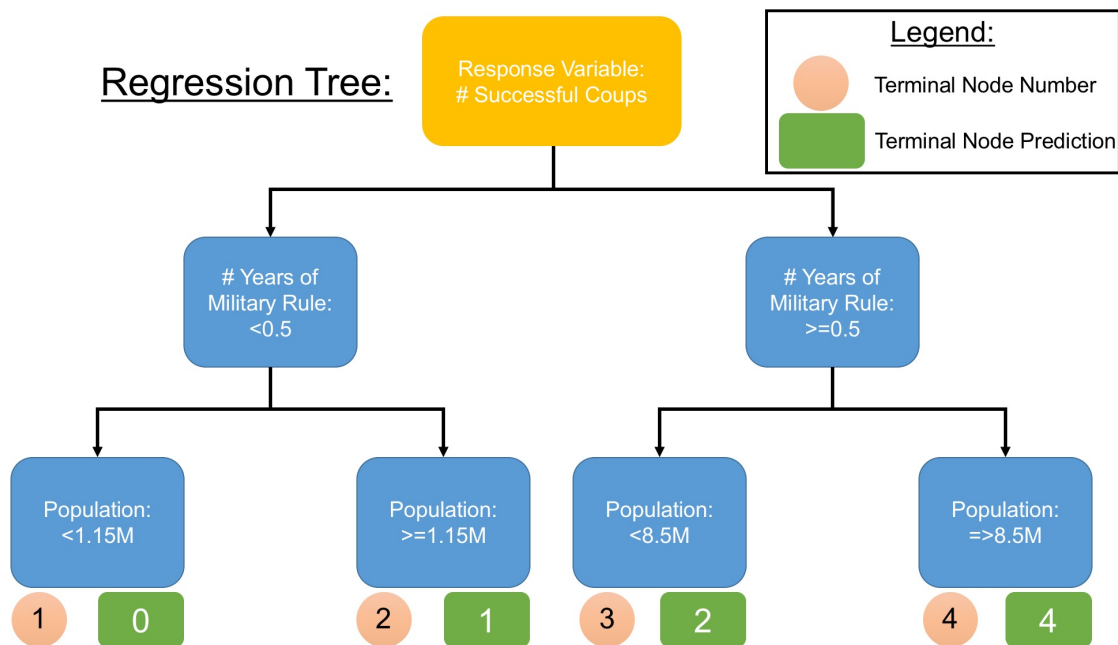 Regression Tree:
Response Variable:
# Successful Coups
Legend:
Terminal Node Number
Terminal Node Prediction
# Years of
Military Rule:
<0.5
# Years of
Military Rule:
>=0.5
Population:
<1.15M
Population:
>=1.15M
Population:
<8.5M
Population:
=>8.5M
1
0
2
1
3
2
4
4